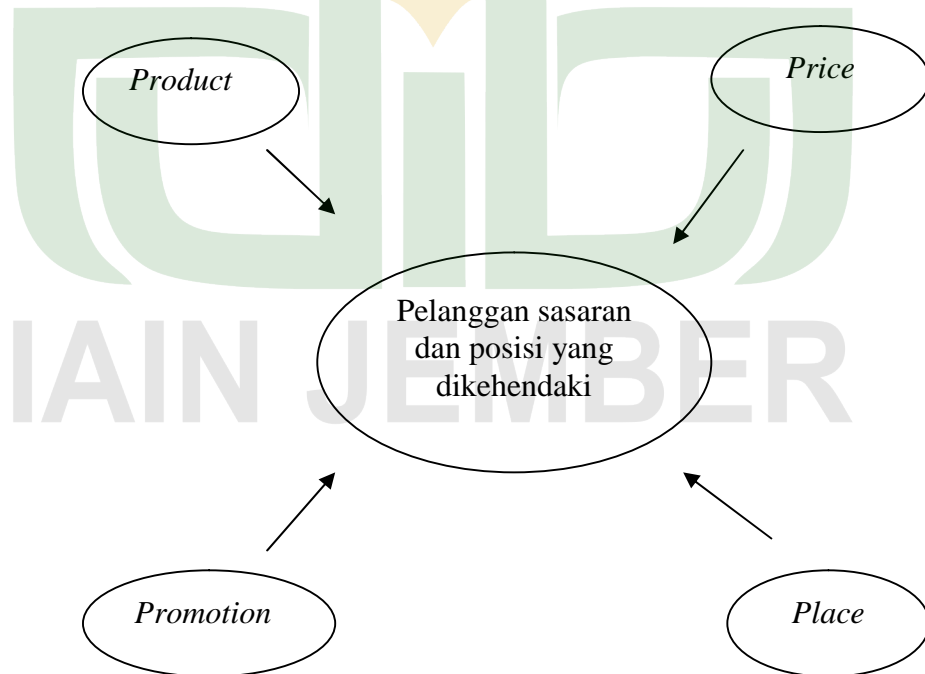 Product
Price
Pelanggan sasaran
dan posisi yang
dikehendaki
IAIN JEMBER
Promotion
Place